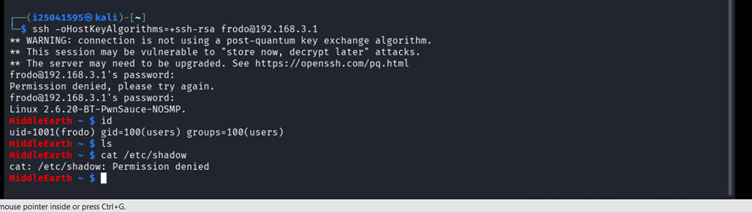 ┌──(i25041595㉿kali)-[~]
└─$ ssh -oHostKeyAlgorithms=+ssh-rsa frodo@192.168.3.1
** WARNING: connection is not using a post-quantum key exchange algorithm.
** This session may be vulnerable to "store now, decrypt later" attacks.
** The server may need to be upgraded. See https://openssh.com/pq.html
frodo@192.168.3.1's password:
Permission denied, please try again.
frodo@192.168.3.1's password:
Linux 2.6.20-BT-PwnSauce-NOSMP.
MiddleEarth ~ $ id
uid=1001(frodo) gid=100(users) groups=100(users)
MiddleEarth ~ $ ls
MiddleEarth ~ $ cat /etc/shadow
cat: /etc/shadow: Permission denied
MiddleEarth ~ $
mouse pointer inside or press Ctrl+G.